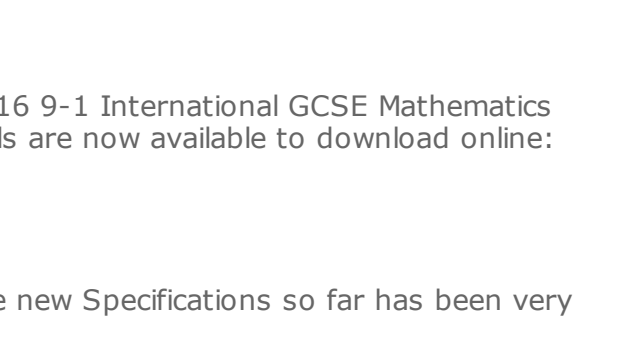 16 9-1 International GCSE Mathematics
ls are now available to download online:
e new Specifications so far has been very